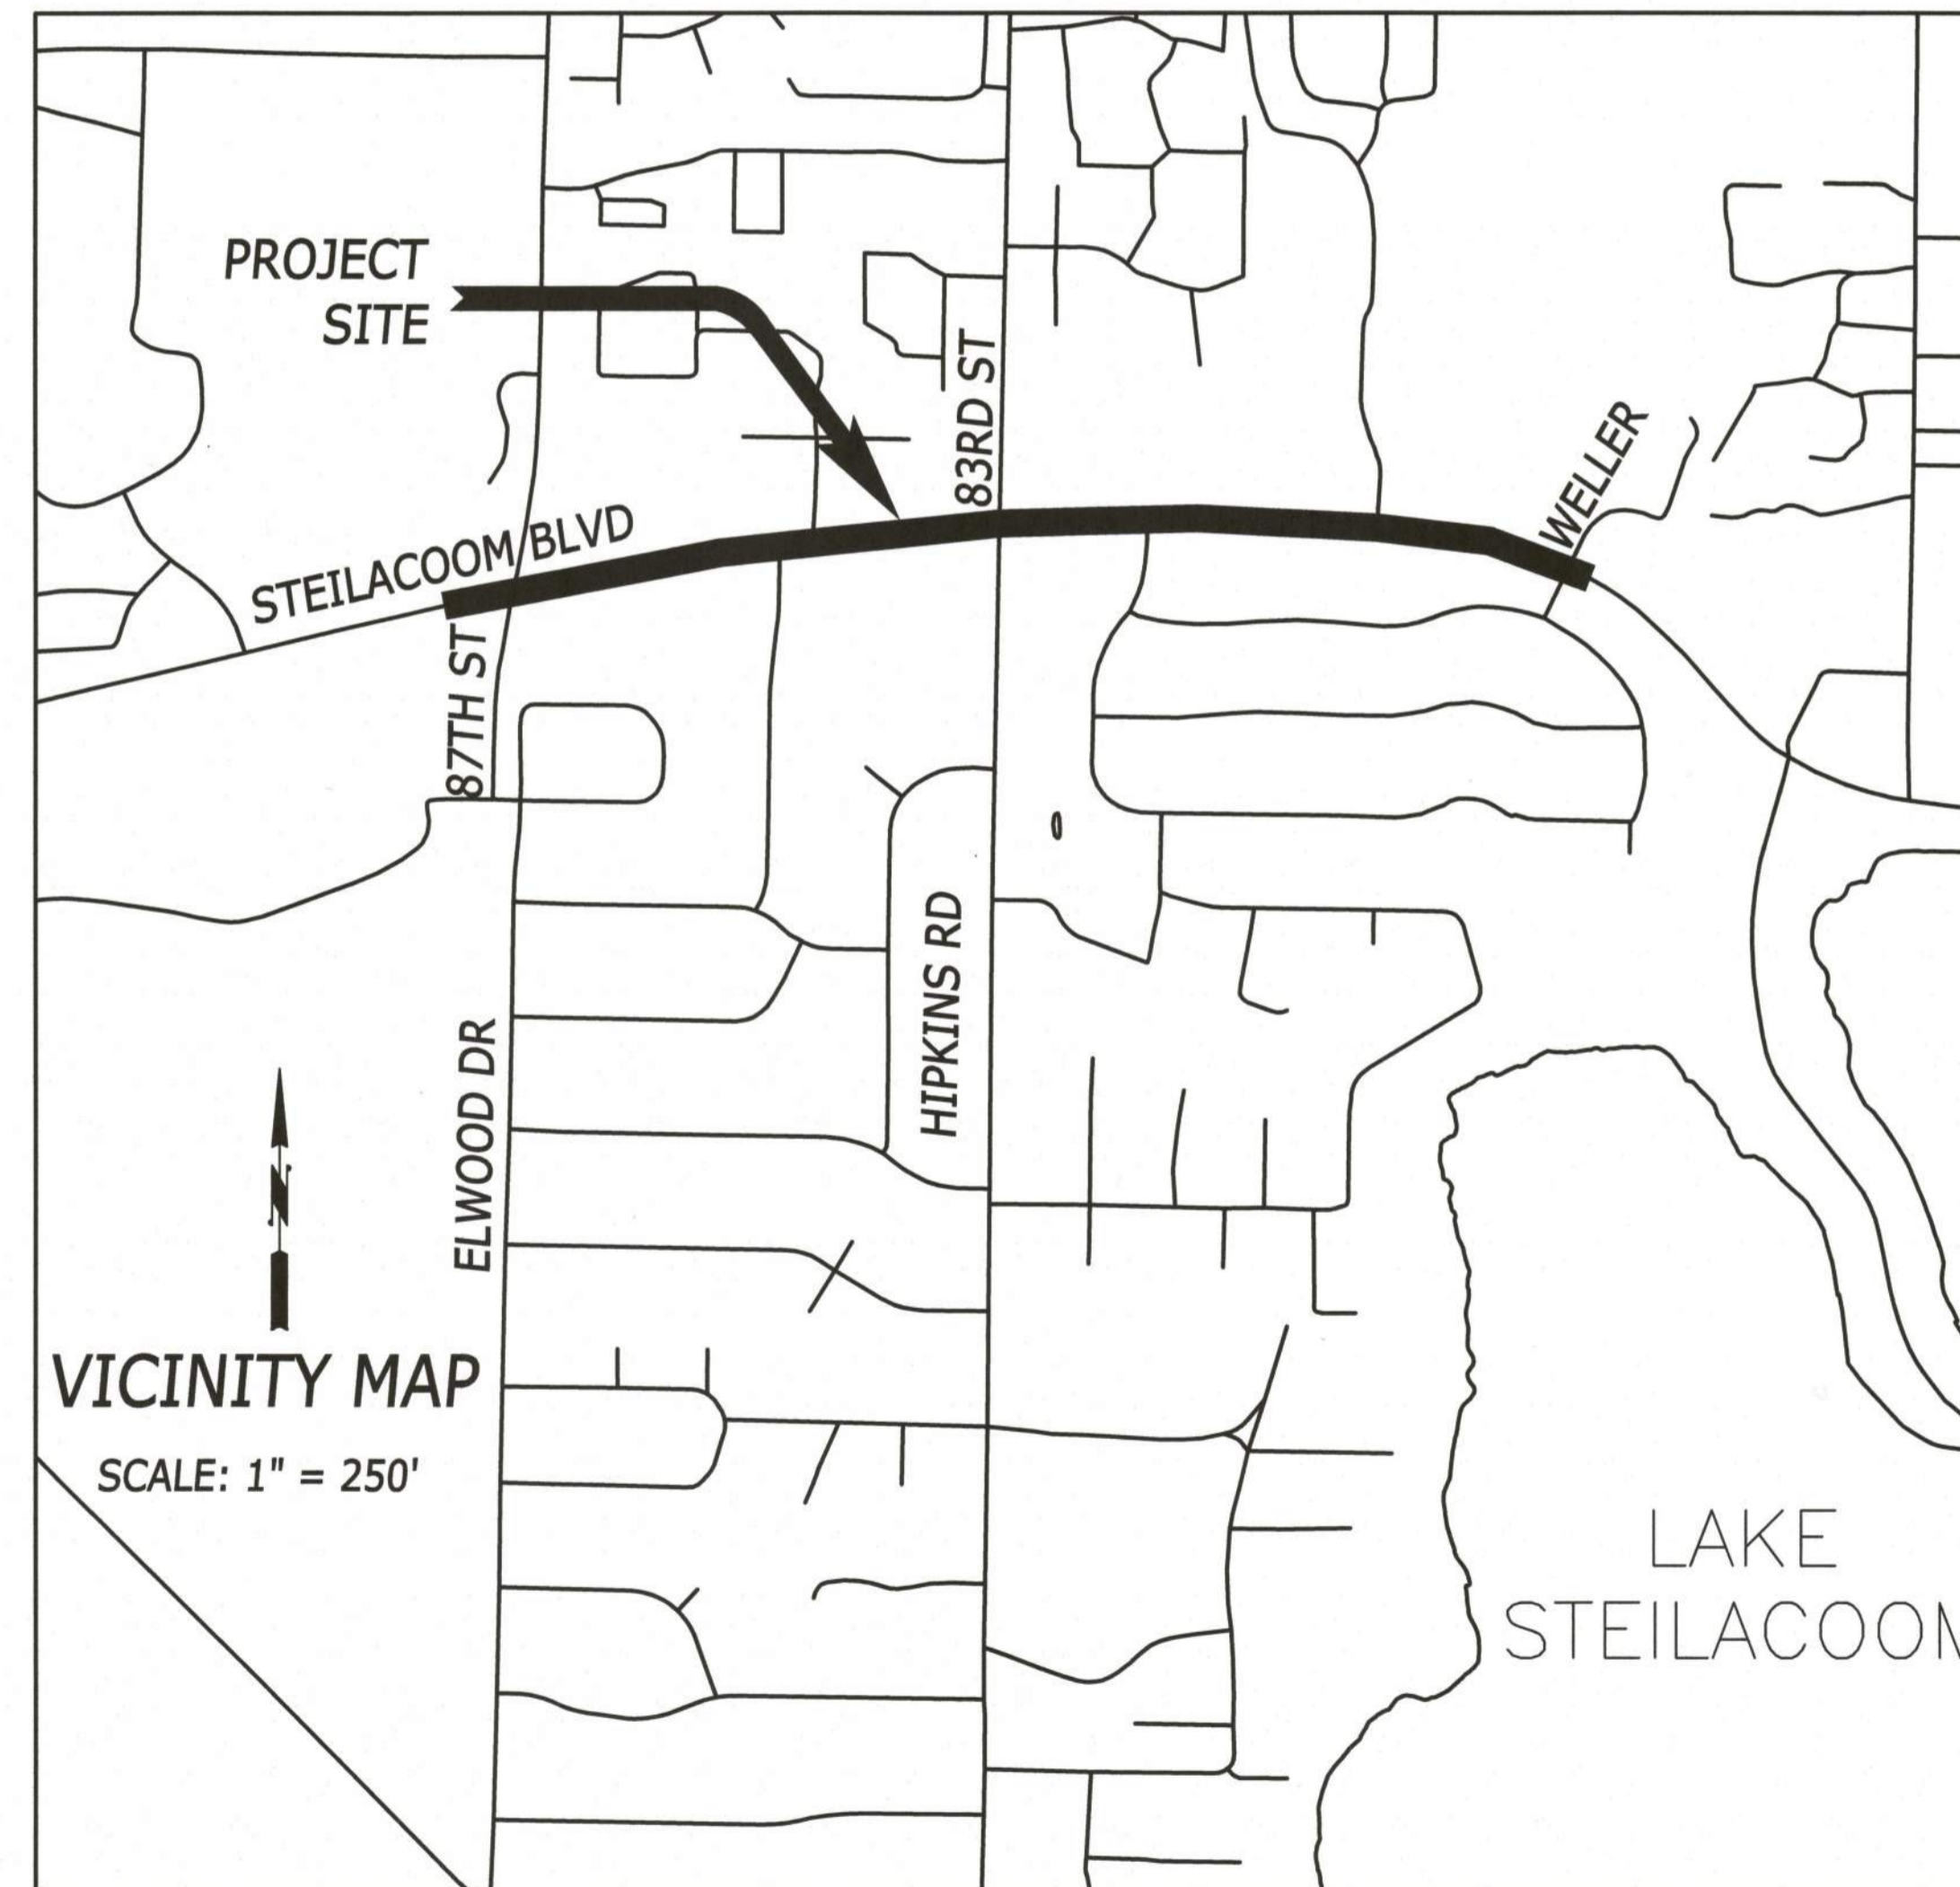 PROJECT
SITE
83RD ST
WELLER
STEILACOOM BLVD
87TH ST
HIPKINS RD
ELWOOD DR
N
VICINITY MAP
SCALE: 1" = 250'
LAKE
STEILACOOM